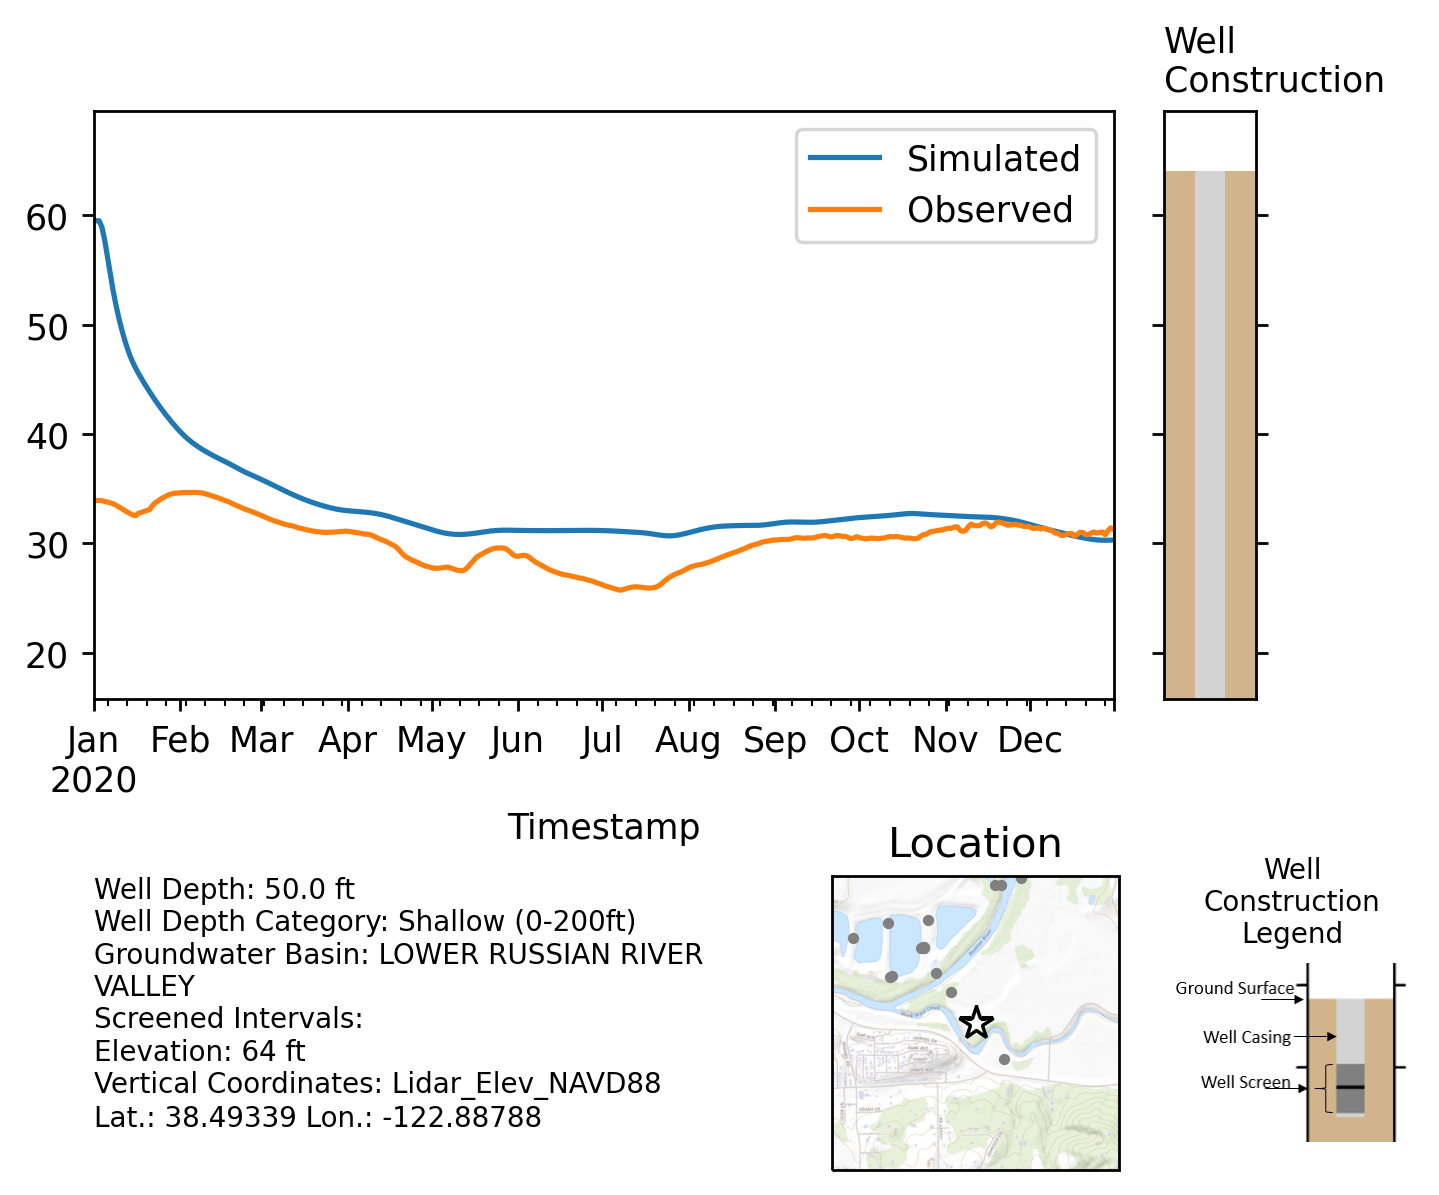 Well
Construction
Simulated
Observed
60
50
40
30
20
Jan Feb Mar Apr May Jun Jul Aug Sep Oct Nov Dec
2020
Timestamp
Well Depth: 50.0 ft
Well Depth Category: Shallow (0-200ft)
Groundwater Basin: LOWER RUSSIAN RIVER
VALLEY
Screened Intervals:
Elevation: 64 ft
Vertical Coordinates: Lidar_Elev_NAVD88
Lat.: 38.49339 Lon.: -122.88788
Location
Well
Construction
Legend
Ground Surface
Well Casing
Well Screen